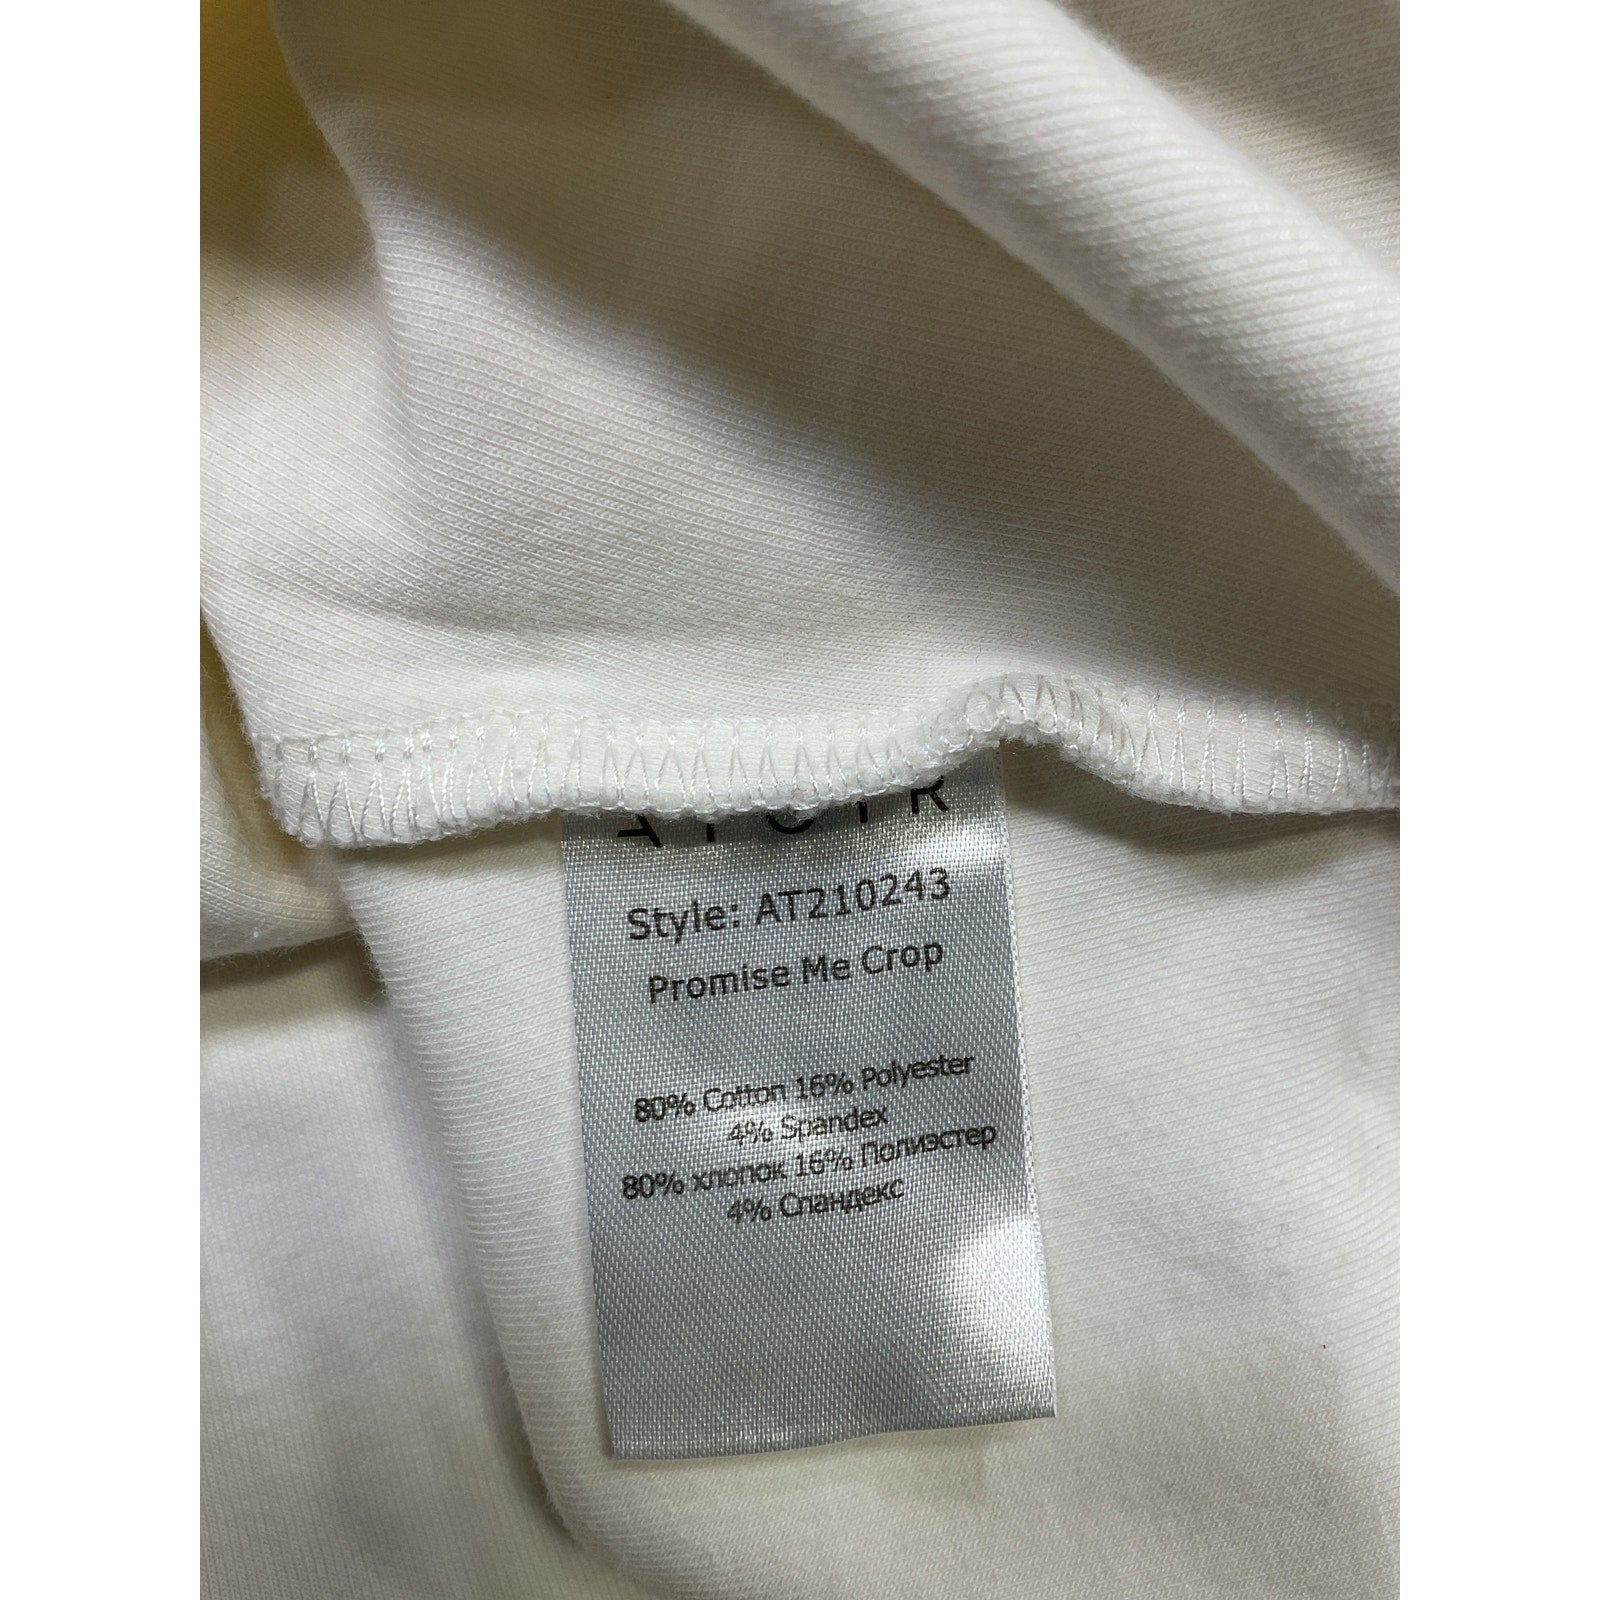 Style: AT210243
Promise Me Crop
80% Cotton 16% Polyester
4% Spandex
80% хлопок 16% Полиэстер
4% Спандекс